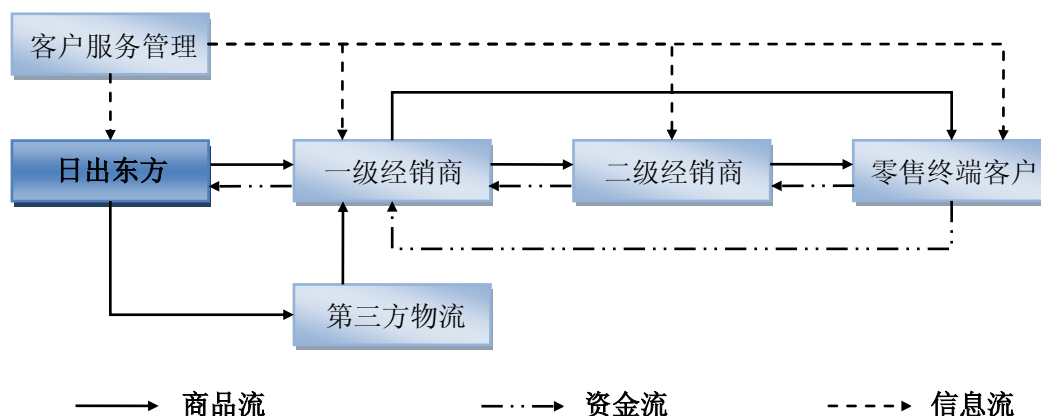 客户服务管理
日出东方
一级经销商
二级经销商
零售终端客户
第三方物流
商品流
资金流
信息流